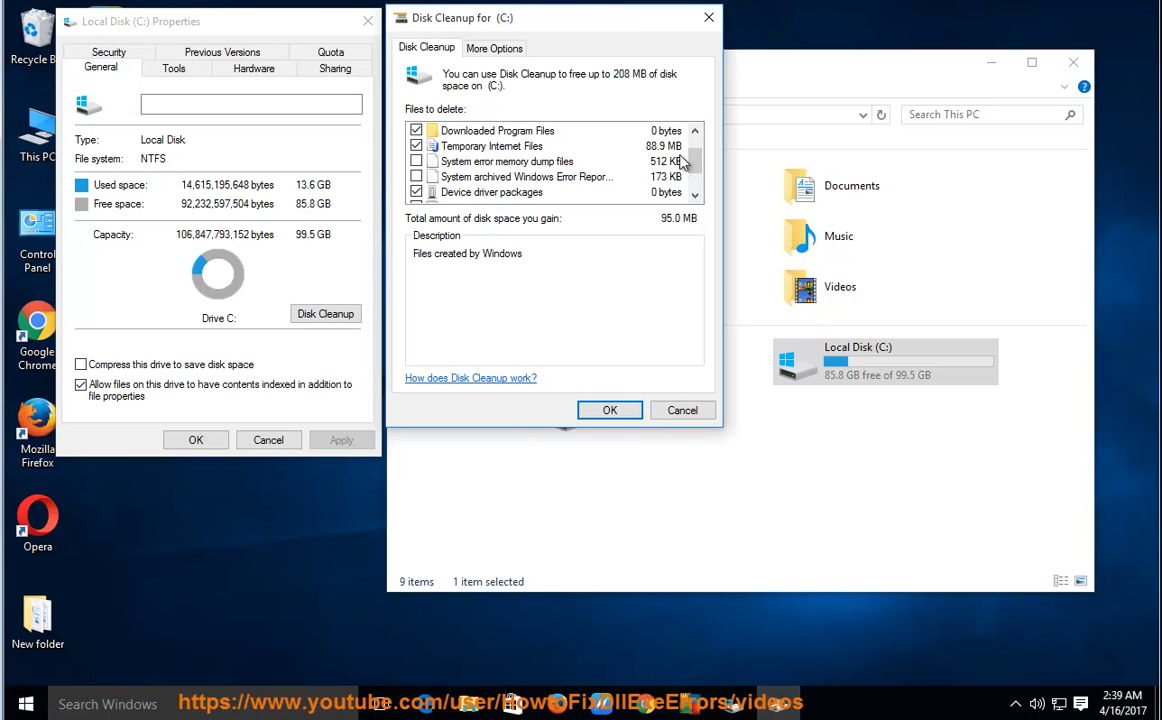 Recycle B
This PC
Control
Panel
Google
Chrome
Mozilla
Firefox
Opera
New folder
Local Disk (C:) Properties
Security
Previous Versions
Quota
General
Tools
Hardware
Sharing
Type:
Local Disk
File system:
NTFS
Used space:
14,615,195,648 bytes
13.6 GB
Free space:
92,232,597,504 bytes
85.8 GB
Capacity:
106,847,793,152 bytes
99.5 GB
Drive C:
Disk Cleanup
Compress this drive to save disk space
Allow files on this drive to have contents indexed in addition to
file properties
OK
Cancel
Apply
Disk Cleanup for (C:)
Disk Cleanup
More Options
You can use Disk Cleanup to free up to 208 MB of disk
space on (C:).
Files to delete:
Downloaded Program Files
0 bytes
Temporary Internet Files
88.9 MB
System error memory dump files
512 KB
System archived Windows Error Repor...
173 KB
Device driver packages
0 bytes
Total amount of disk space you gain:
95.0 MB
Description
Files created by Windows
How does Disk Cleanup work?
OK
Cancel
Search This PC
Documents
Music
Videos
Local Disk (C:)
85.8 GB free of 99.5 GB
9 items
1 item selected
Search Windows
https://www.youtube.com/user/HowtoFixDllExeErrors/videos
2:39 AM
4/16/2017